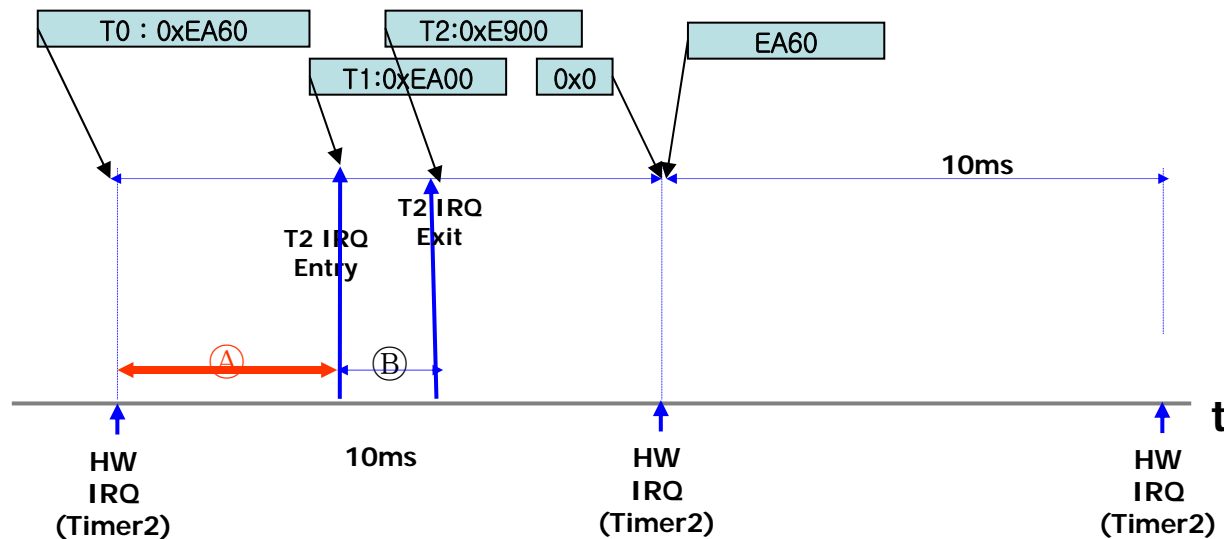 T0 : 0xEA60
T2:0xE900
EA60
T1:0xEA00
0x0
10ms
T2 IRQ
Exit
T2 IRQ
Entry
Ⓐ
Ⓑ
t
10ms
HW
IRQ
(Timer2)
HW
IRQ
(Timer2)
HW
IRQ
(Timer2)